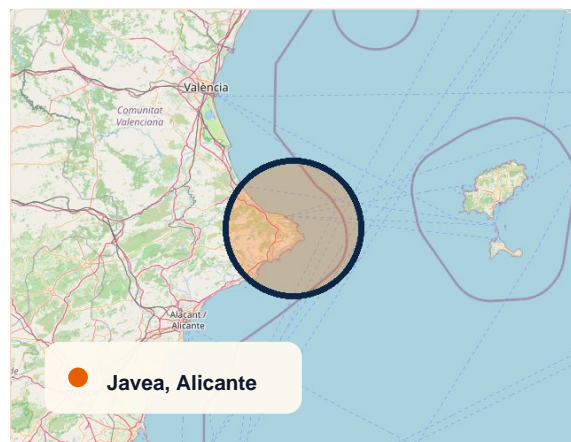 València
Comunitat
Valenciana
Alacant /
Alicante
Javea, Alicante